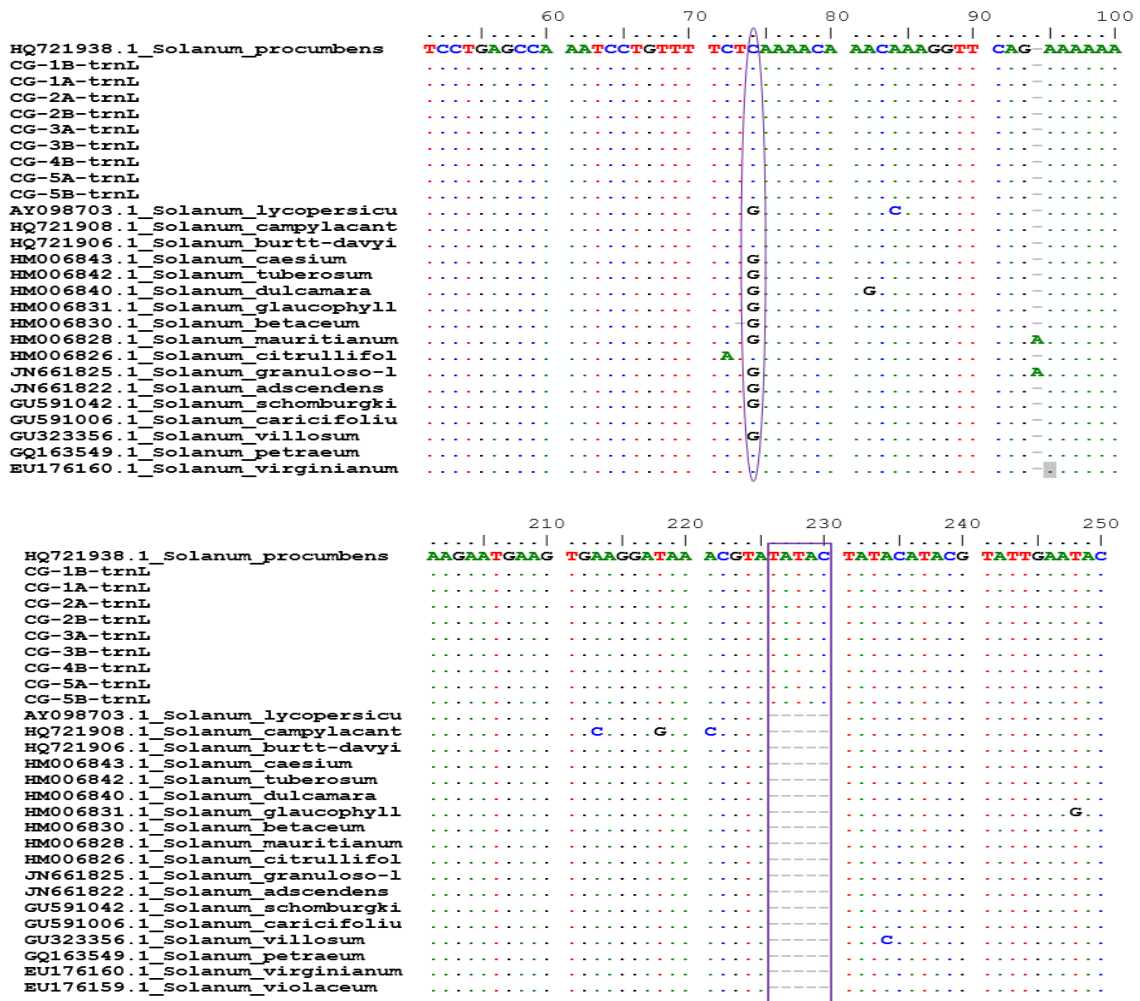 60 70 80 90 100
HQ721938.1_Solanum_procumbens TCCTGAGCCA AATCCTGTTT TCTCAAAACA AACAAAGGTT CAG-AAAAAA
CG-1B-trnL .......... .......... .......... .......... ...-......
CG-1A-trnL .......... .......... .......... .......... ...-......
CG-2A-trnL .......... .......... .......... .......... ...-......
CG-2B-trnL .......... .......... .......... .......... ...-......
CG-3A-trnL .......... .......... .......... .......... ...-......
CG-3B-trnL .......... .......... .......... .......... ...-......
CG-4B-trnL .......... .......... .......... .......... ...-......
CG-5A-trnL .......... .......... .......... .......... ...-......
CG-5B-trnL .......... .......... .......... .......... ...-......
AY098703.1_Solanum_lycopersicu .......... .......... ...G...... ...C...... ...-......
HQ721908.1_Solanum_campylacant .......... .......... .......... .......... ...-......
HQ721906.1_Solanum_burtt-davyi .......... .......... .......... .......... ...-......
HM006843.1_Solanum_caesium .......... .......... ...G...... .......... ...-......
HM006842.1_Solanum_tuberosum .......... .......... ...G...... .......... ...-......
HM006840.1_Solanum_dulcamara .......... .......... ...G...... .G........ ...-......
HM006831.1_Solanum_glaucophyll .......... .......... ...G...... .......... ...-......
HM006830.1_Solanum_betaceum .......... .......... ..-G...... .......... ...-......
HM006828.1_Solanum_mauritianum .......... .......... ...G...... .......... ...A......
HM006826.1_Solanum_citrullifol .......... .......... .A........ .......... ...-......
JN661825.1_Solanum_granuloso-l .......... .......... ...G...... .......... ...A......
JN661822.1_Solanum_adscendens .......... .......... ...G...... .......... ...-......
GU591042.1_Solanum_schomburgki .......... .......... ...G...... .......... ...-......
GU591006.1_Solanum_caricifoliu .......... .......... .......... .......... ...-......
GU323356.1_Solanum_villosum .......... .......... ...G...... .......... ...-......
GQ163549.1_Solanum_petraeum .......... .......... .......... .......... ...-......
EU176160.1_Solanum_virginianum .......... .......... .......... .......... ...-......
210 220 230 240 250
HQ721938.1_Solanum_procumbens AAGAATGAAG TGAAGGATAA ACGTATATAC TATACATACG TATTGAATAC
CG-1B-trnL .......... .......... .......... .......... ..........
CG-1A-trnL .......... .......... .......... .......... ..........
CG-2A-trnL .......... .......... .......... .......... ..........
CG-2B-trnL .......... .......... .......... .......... ..........
CG-3A-trnL .......... .......... .......... .......... ..........
CG-3B-trnL .......... .......... .......... .......... ..........
CG-4B-trnL .......... .......... .......... .......... ..........
CG-5A-trnL .......... .......... .......... .......... ..........
CG-5B-trnL .......... .......... .......... .......... ..........
AY098703.1_Solanum_lycopersicu .......... .......... .....----- .......... ..........
HQ721908.1_Solanum_campylacant .......... ..C....G.. C....----- .......... ..........
HQ721906.1_Solanum_burtt-davyi .......... .......... .....----- .......... ..........
HM006843.1_Solanum_caesium .......... .......... .....----- .......... ..........
HM006842.1_Solanum_tuberosum .......... .......... .....----- .......... ..........
HM006840.1_Solanum_dulcamara .......... .......... .....----- .......... ..........
HM006831.1_Solanum_glaucophyll .......... .......... .....----- .......... .......G..
HM006830.1_Solanum_betaceum .......... .......... .....----- .......... ..........
HM006828.1_Solanum_mauritianum .......... .......... .....----- .......... ..........
HM006826.1_Solanum_citrullifol .......... .......... .....----- .......... ..........
JN661825.1_Solanum_granuloso-l .......... .......... .....----- .......... ..........
JN661822.1_Solanum_adscendens .......... .......... .....----- .......... ..........
GU591042.1_Solanum_schomburgki .......... .......... .....----- .......... ..........
GU591006.1_Solanum_caricifoliu .......... .......... .....----- .......... ..........
GU323356.1_Solanum_villosum .......... .......... .....----- ...C...... ..........
GQ163549.1_Solanum_petraeum .......... .......... .....----- .......... ..........
EU176160.1_Solanum_virginianum .......... .......... .....----- .......... ..........
EU176159.1_Solanum_violaceum .......... .......... .....----- .......... ..........